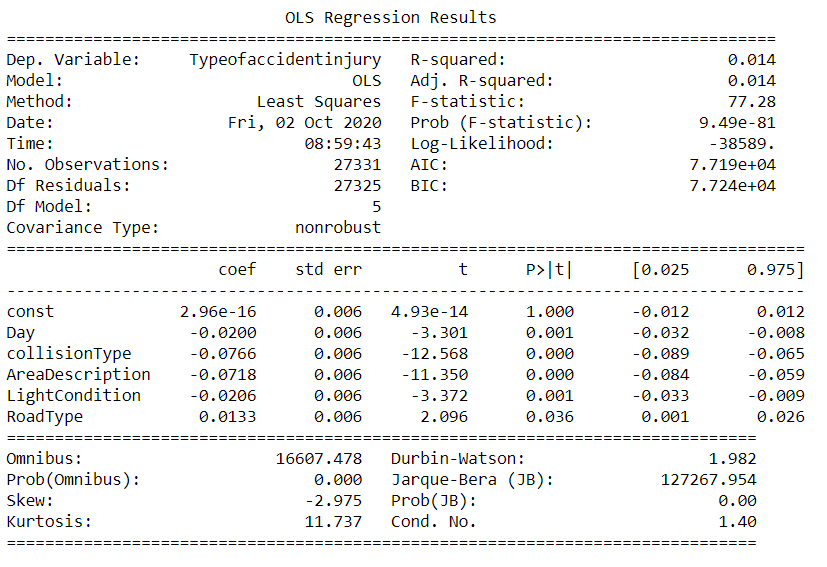 OLS Regression Results
==============================================================================
Dep. Variable: Typeofaccidentinjury R-squared: 0.014
Model: OLS Adj. R-squared: 0.014
Method: Least Squares F-statistic: 77.28
Date: Fri, 02 Oct 2020 Prob (F-statistic): 9.49e-81
Time: 08:59:43 Log-Likelihood: -38589.
No. Observations: 27331 AIC: 7.719e+04
Df Residuals: 27325 BIC: 7.724e+04
Df Model: 5
Covariance Type: nonrobust
===================================================================================
coef std err t P>|t| [0.025 0.975]
-----------------------------------------------------------------------------------
const 2.96e-16 0.006 4.93e-14 1.000 -0.012 0.012
Day -0.0200 0.006 -3.301 0.001 -0.032 -0.008
collisionType -0.0766 0.006 -12.568 0.000 -0.089 -0.065
AreaDescription -0.0718 0.006 -11.350 0.000 -0.084 -0.059
LightCondition -0.0206 0.006 -3.372 0.001 -0.033 -0.009
RoadType 0.0133 0.006 2.096 0.036 0.001 0.026
==============================================================================
Omnibus: 16607.478 Durbin-Watson: 1.982
Prob(Omnibus): 0.000 Jarque-Bera (JB): 127267.954
Skew: -2.975 Prob(JB): 0.00
Kurtosis: 11.737 Cond. No. 1.40
==============================================================================